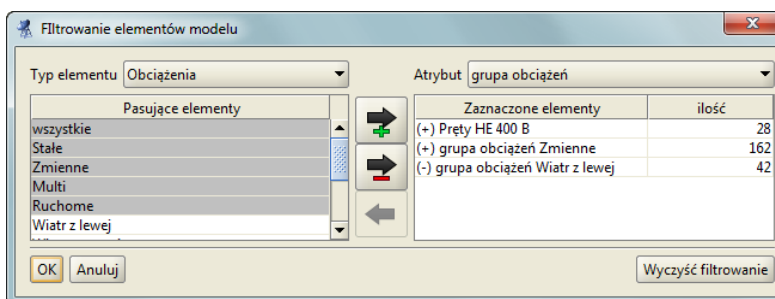 FIltrowanie elementów modelu
Typ elementu Obciążenia Atrybut grupa obciążeń
Pasujące elementy
wszystkie
Stałe
Zmienne
Multi
Ruchome
Wiatr z lewej
Zaznaczone elementy ilość
(+) Pręty HE 400 B 28
(+) grupa obciążeń Zmienne 162
(-) grupa obciążeń Wiatr z lewej 42
OK Anuluj Wyczyść filtrowanie